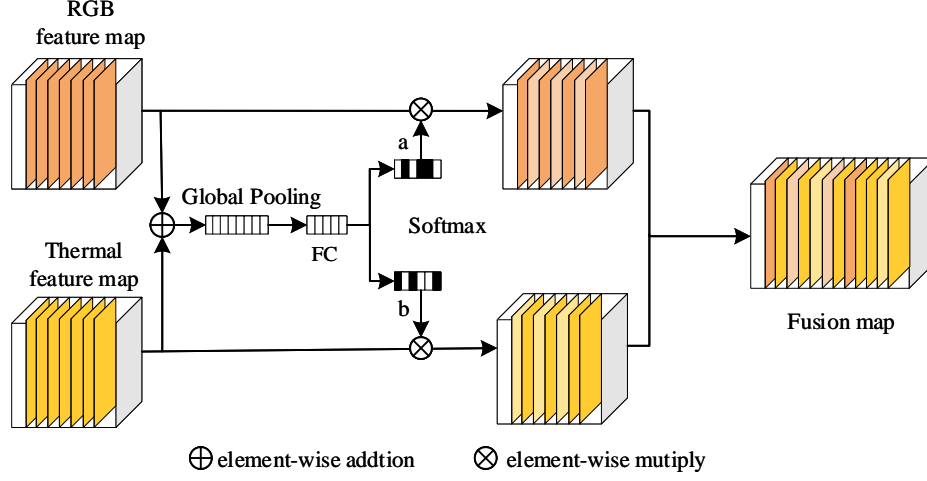 RGB
feature map
a
Global Pooling
Softmax
FC
Thermal
feature map
b
Fusion map
element-wise addtion
element-wise mutiply